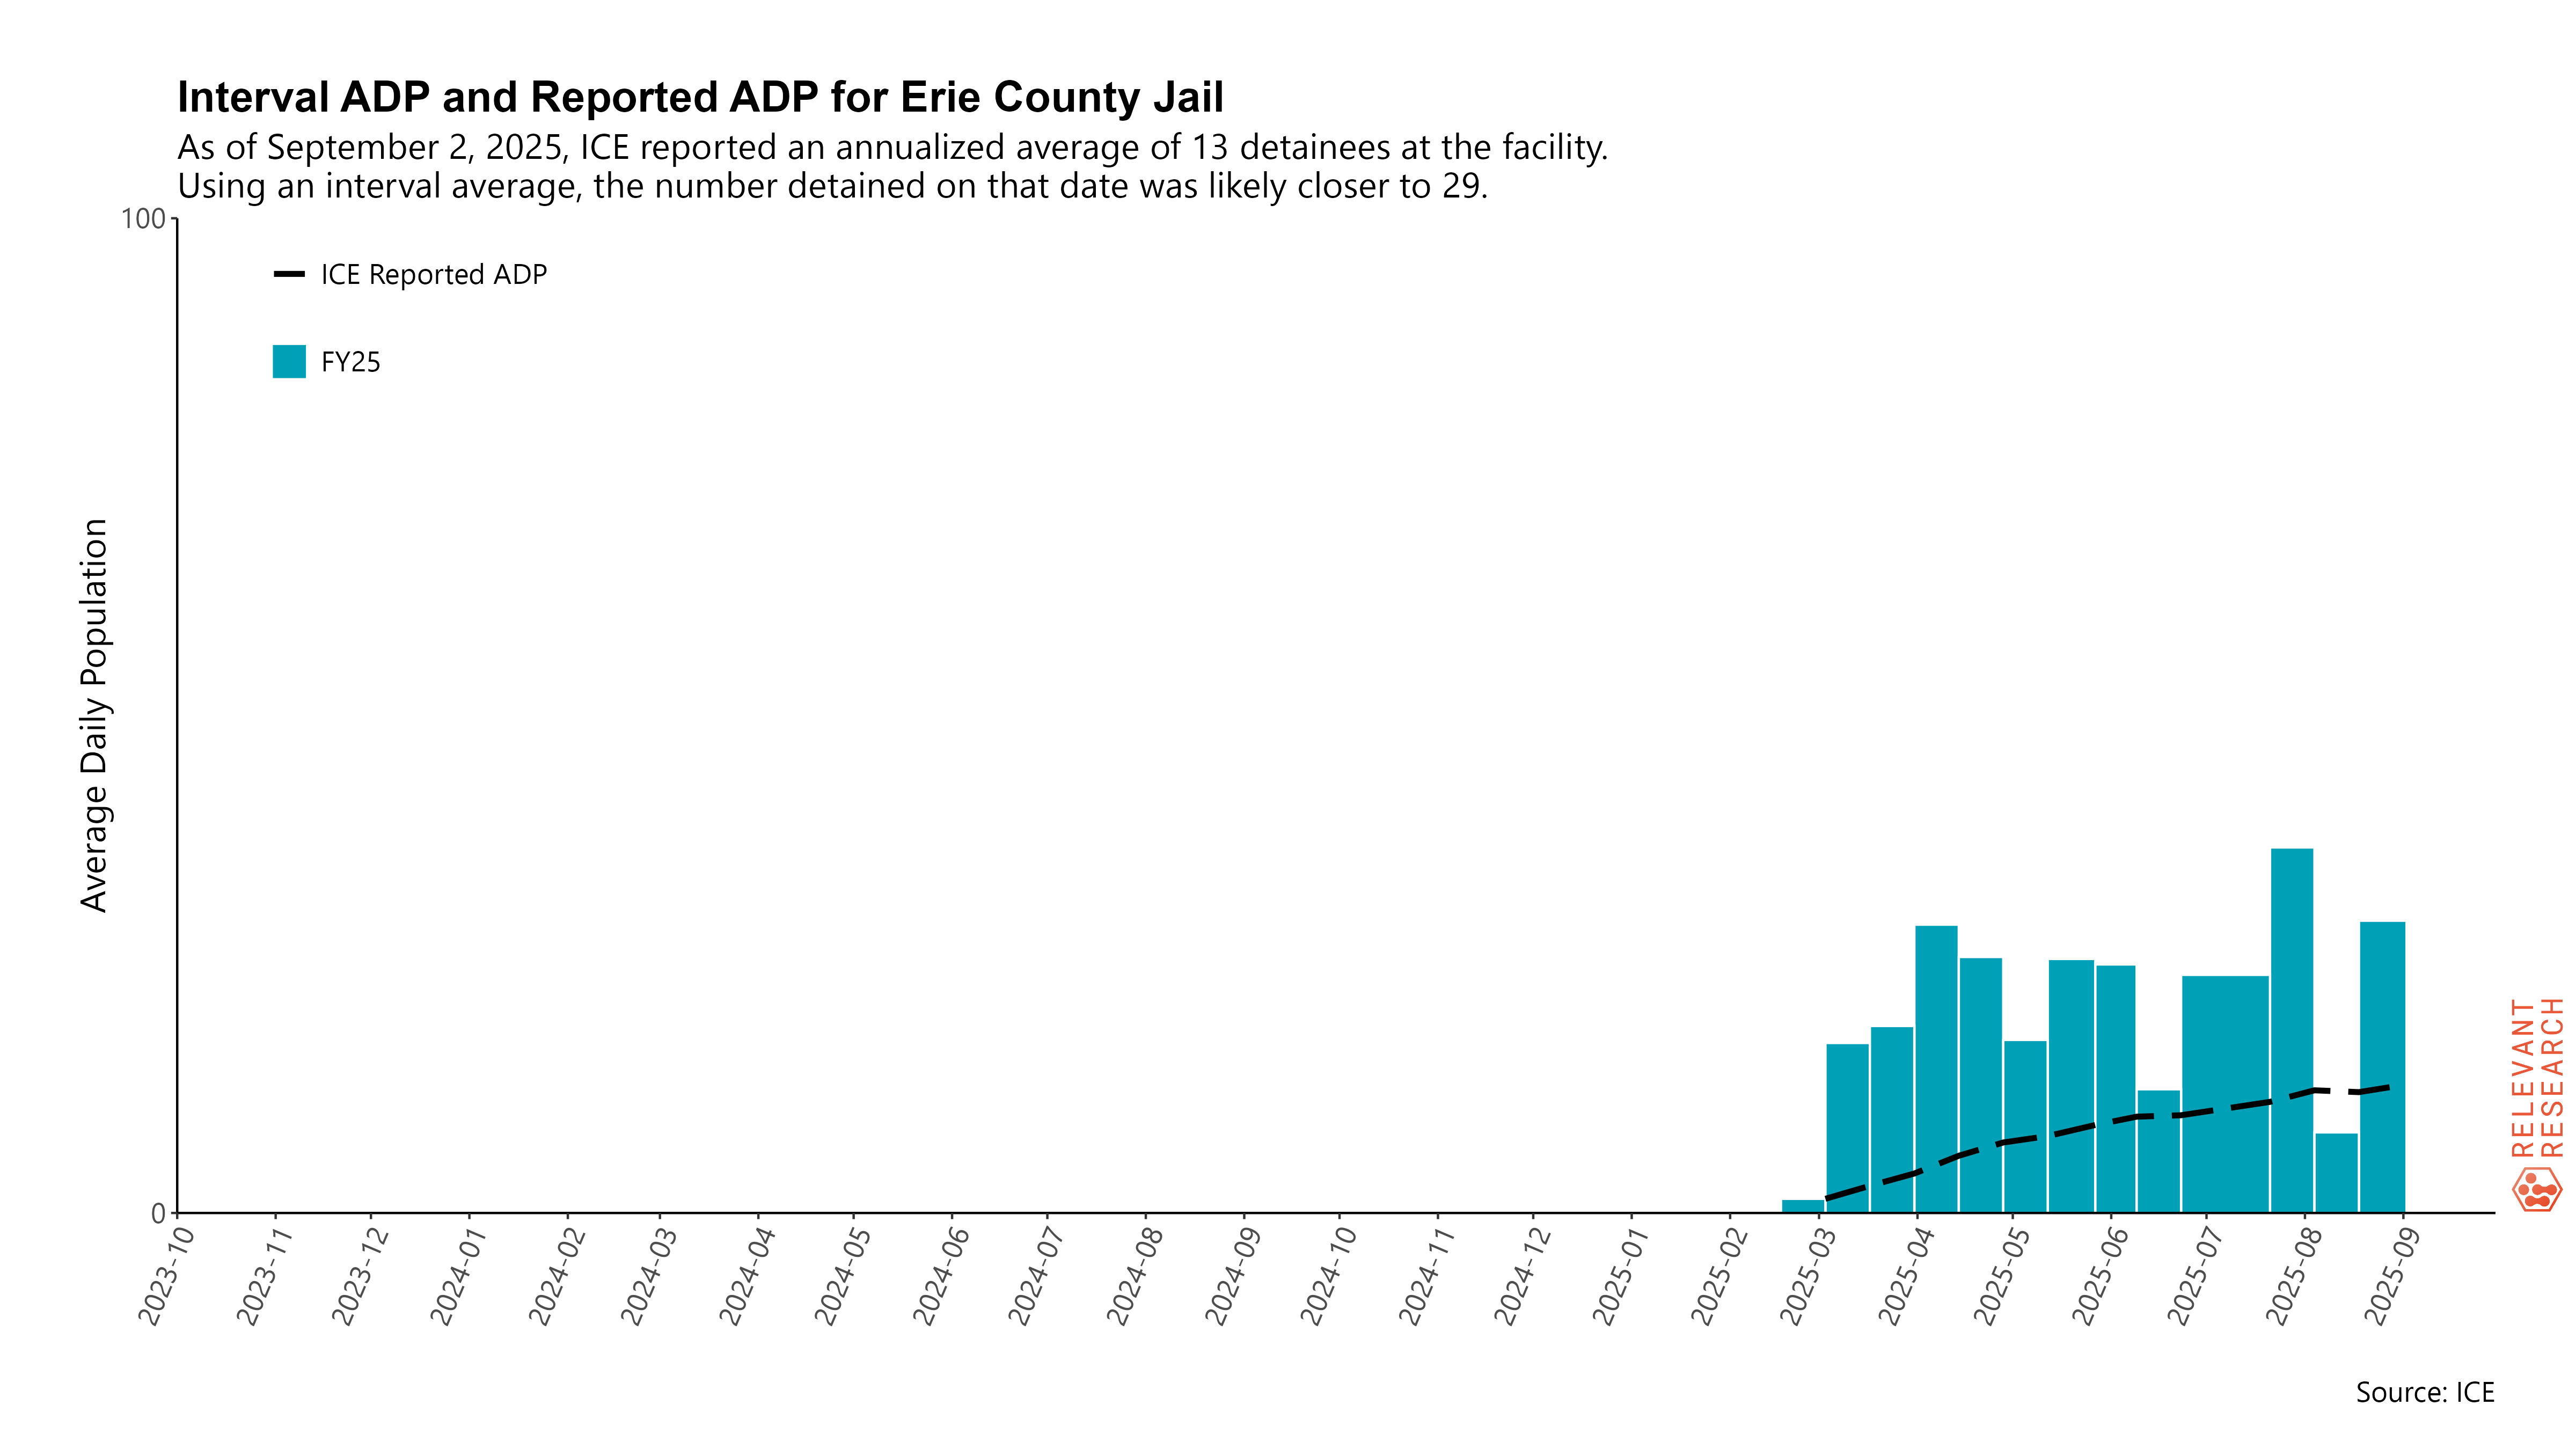 Interval ADP and Reported ADP for Erie County Jail
As of September 2, 2025, ICE reported an annualized average of 13 detainees at the facility.
Using an interval average, the number detained on that date was likely closer to 29.
100
ICE Reported ADP
FY25
Average Daily Population
0
2023-10
2023-11
2023-12
2024-01
2024-02
2024-03
2024-04
2024-05
2024-06
2024-07
2024-08
2024-09
2024-10
2024-11
2024-12
2025-01
2025-02
2025-03
2025-04
2025-05
2025-06
2025-07
2025-08
2025-09
RELEVANT
RESEARCH
Source: ICE